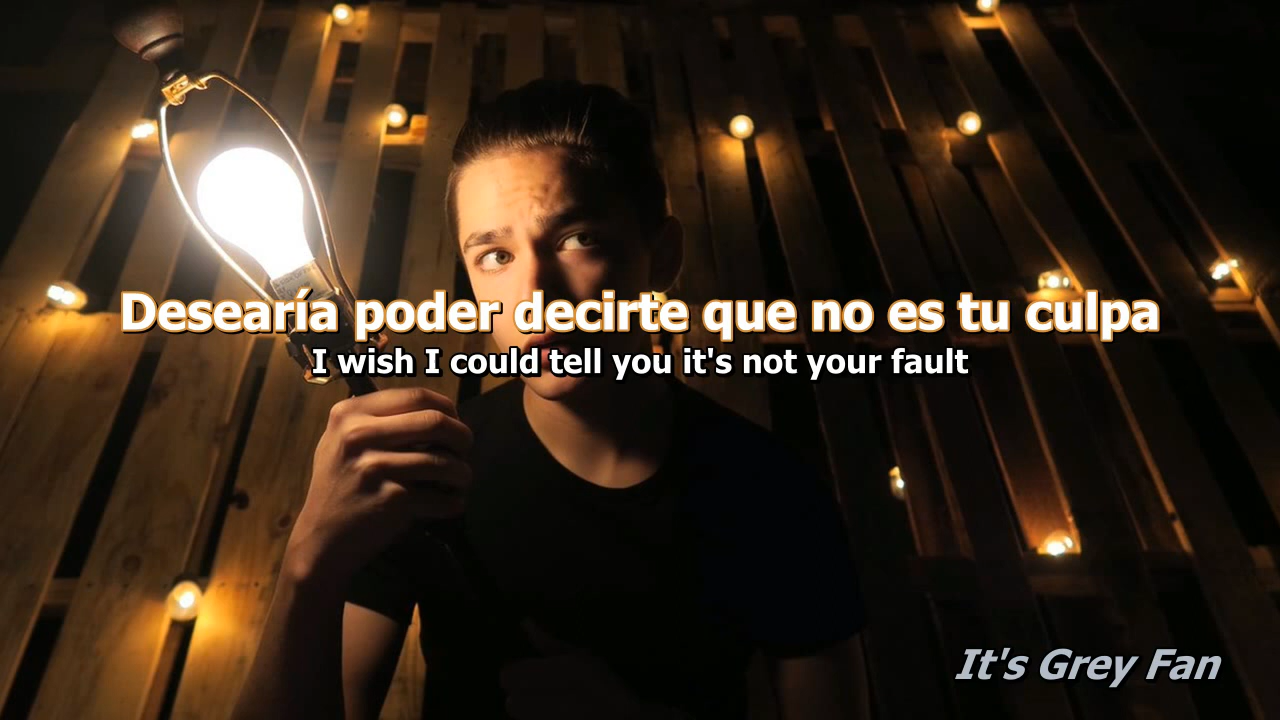 Desearía poder decirte que no es tu culpa
I wish I could tell you it's not your fault
It's Grey Fan